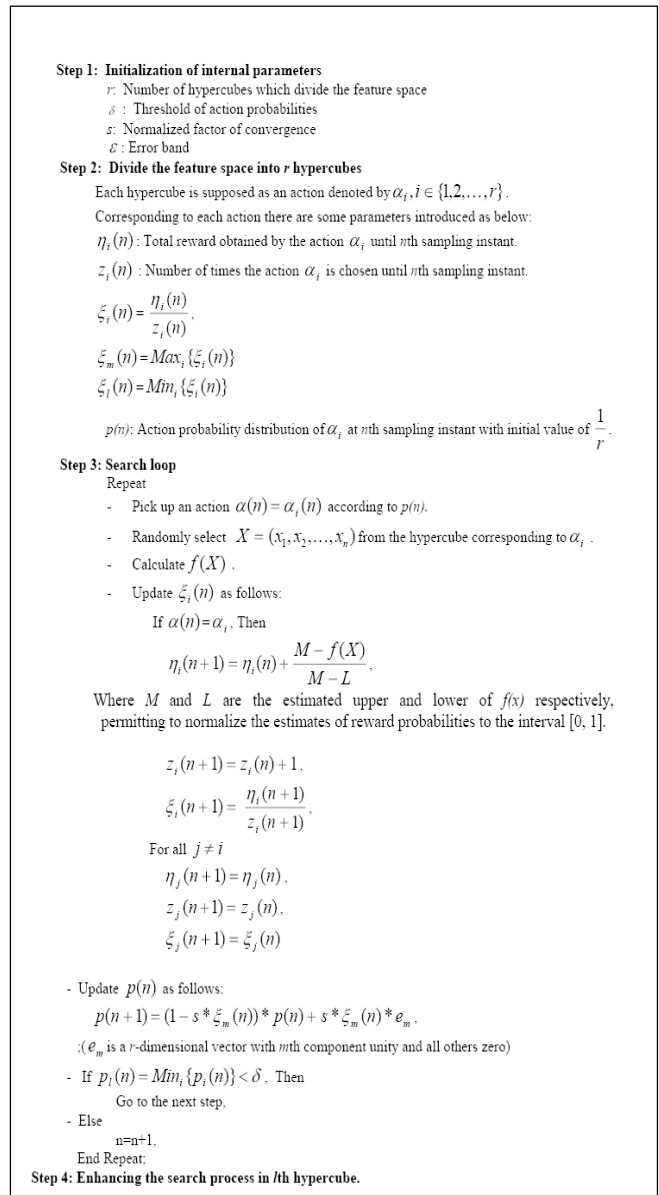 Step 1: Initialization of internal parameters
r: Number of hypercubes which divide the feature space
δ : Threshold of action probabilities
s: Normalized factor of convergence
ε : Error band
Step 2: Divide the feature space into r hypercubes
Each hypercube is supposed as an action denoted by α_i, i ∈ {1,2,...,r}.
Corresponding to each action there are some parameters introduced as below:
η_i(n) : Total reward obtained by the action α_i until nth sampling instant.
z_i(n) : Number of times the action α_i is chosen until nth sampling instant.
ξ_i(n) = η_i(n) / z_i(n),
ξ_m(n) = Max_i{ξ_i(n)}
ξ_l(n) = Min_i{ξ_i(n)}
p(n): Action probability distribution of α_i at nth sampling instant with initial value of 1/r.
Step 3: Search loop
Repeat
- Pick up an action α(n) = α_i(n) according to p(n).
- Randomly select X = (x_1, x_2, ..., x_n) from the hypercube corresponding to α_i .
- Calculate f(X) .
- Update ξ_i(n) as follows:
If α(n) = α_i, Then
η_i(n+1) = η_i(n) + (M − f(X)) / (M − L),
Where M and L are the estimated upper and lower of f(x) respectively,
permitting to normalize the estimates of reward probabilities to the interval [0, 1].
z_i(n+1) = z_i(n) + 1,
ξ_i(n+1) = η_i(n+1) / z_i(n+1),
For all j ≠ i
η_j(n+1) = η_j(n),
z_j(n+1) = z_j(n),
ξ_j(n+1) = ξ_j(n)
- Update p(n) as follows:
p(n+1) = (1 − s * ξ_m(n)) * p(n) + s * ξ_m(n) * e_m,
;(e_m is a r-dimensional vector with mth component unity and all others zero)
- If p_l(n) = Min_i{p_i(n)} < δ, Then
Go to the next step,
- Else
n=n+1,
End Repeat;
Step 4: Enhancing the search process in lth hypercube.